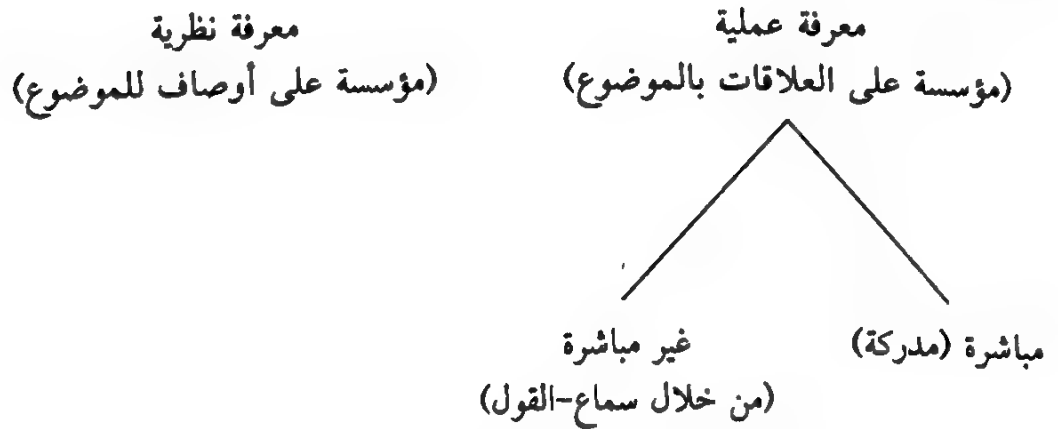 معرفة عملية
(مؤسسة على العلاقات بالموضوع)
معرفة نظرية
(مؤسسة على أوصاف للموضوع)
مباشرة (مدركة)
غير مباشرة
(من خلال سماع-القول)